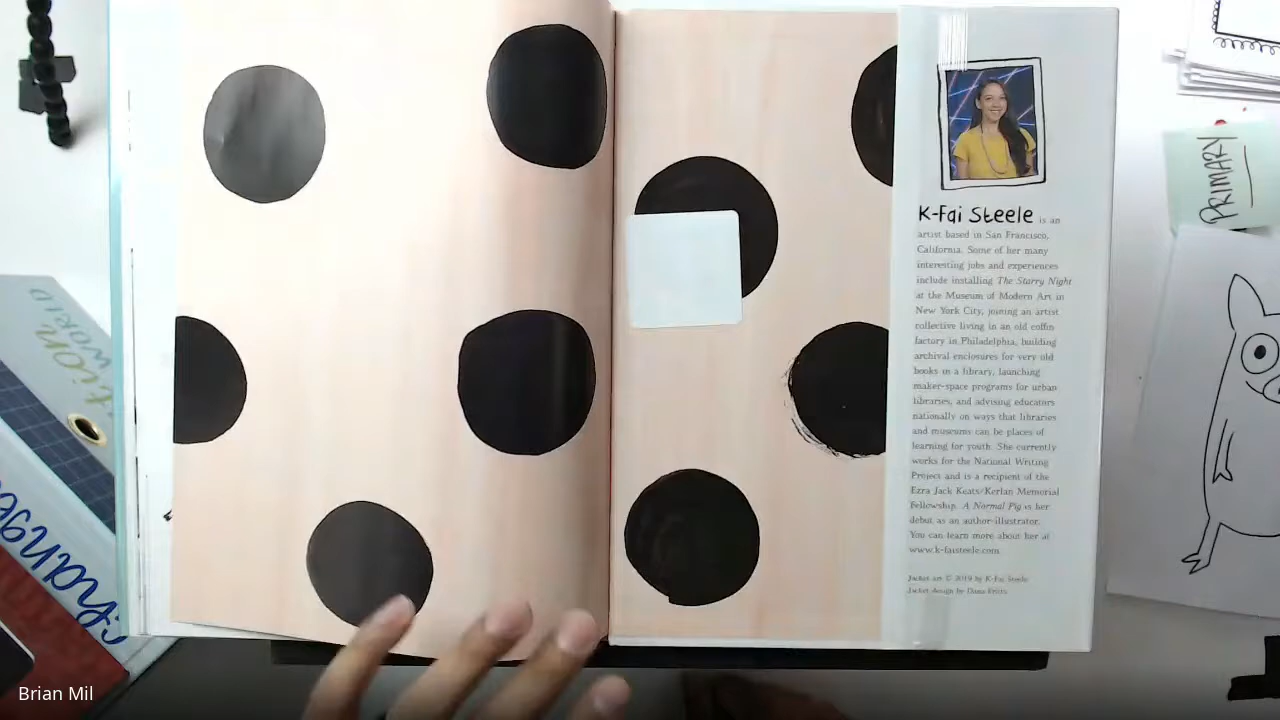 K-Fai Steele is an
artist based in San Francisco,
California. Some of her many
interesting jobs and experiences
include installing The Starry Night
at the Museum of Modern Art in
New York City, joining an artist
collective living in an old coffin
factory in Philadelphia, building
archival enclosures for very old
books in a library, launching
maker-space programs for urban
libraries, and advising educators
nationally on ways that libraries
and museums can be places of
learning for youth. She currently
works for the National Writing
Project and is a recipient of the
Ezra Jack Keats/Kerlan Memorial
Fellowship. A Normal Pig is her
debut as an author-illustrator.
You can learn more about her at
www.k-faisteele.com.
Jacket art © 2019 by K-Fai Steele
Jacket design by Dana Fritts
PRIMARY
WORLD
Brian Mil